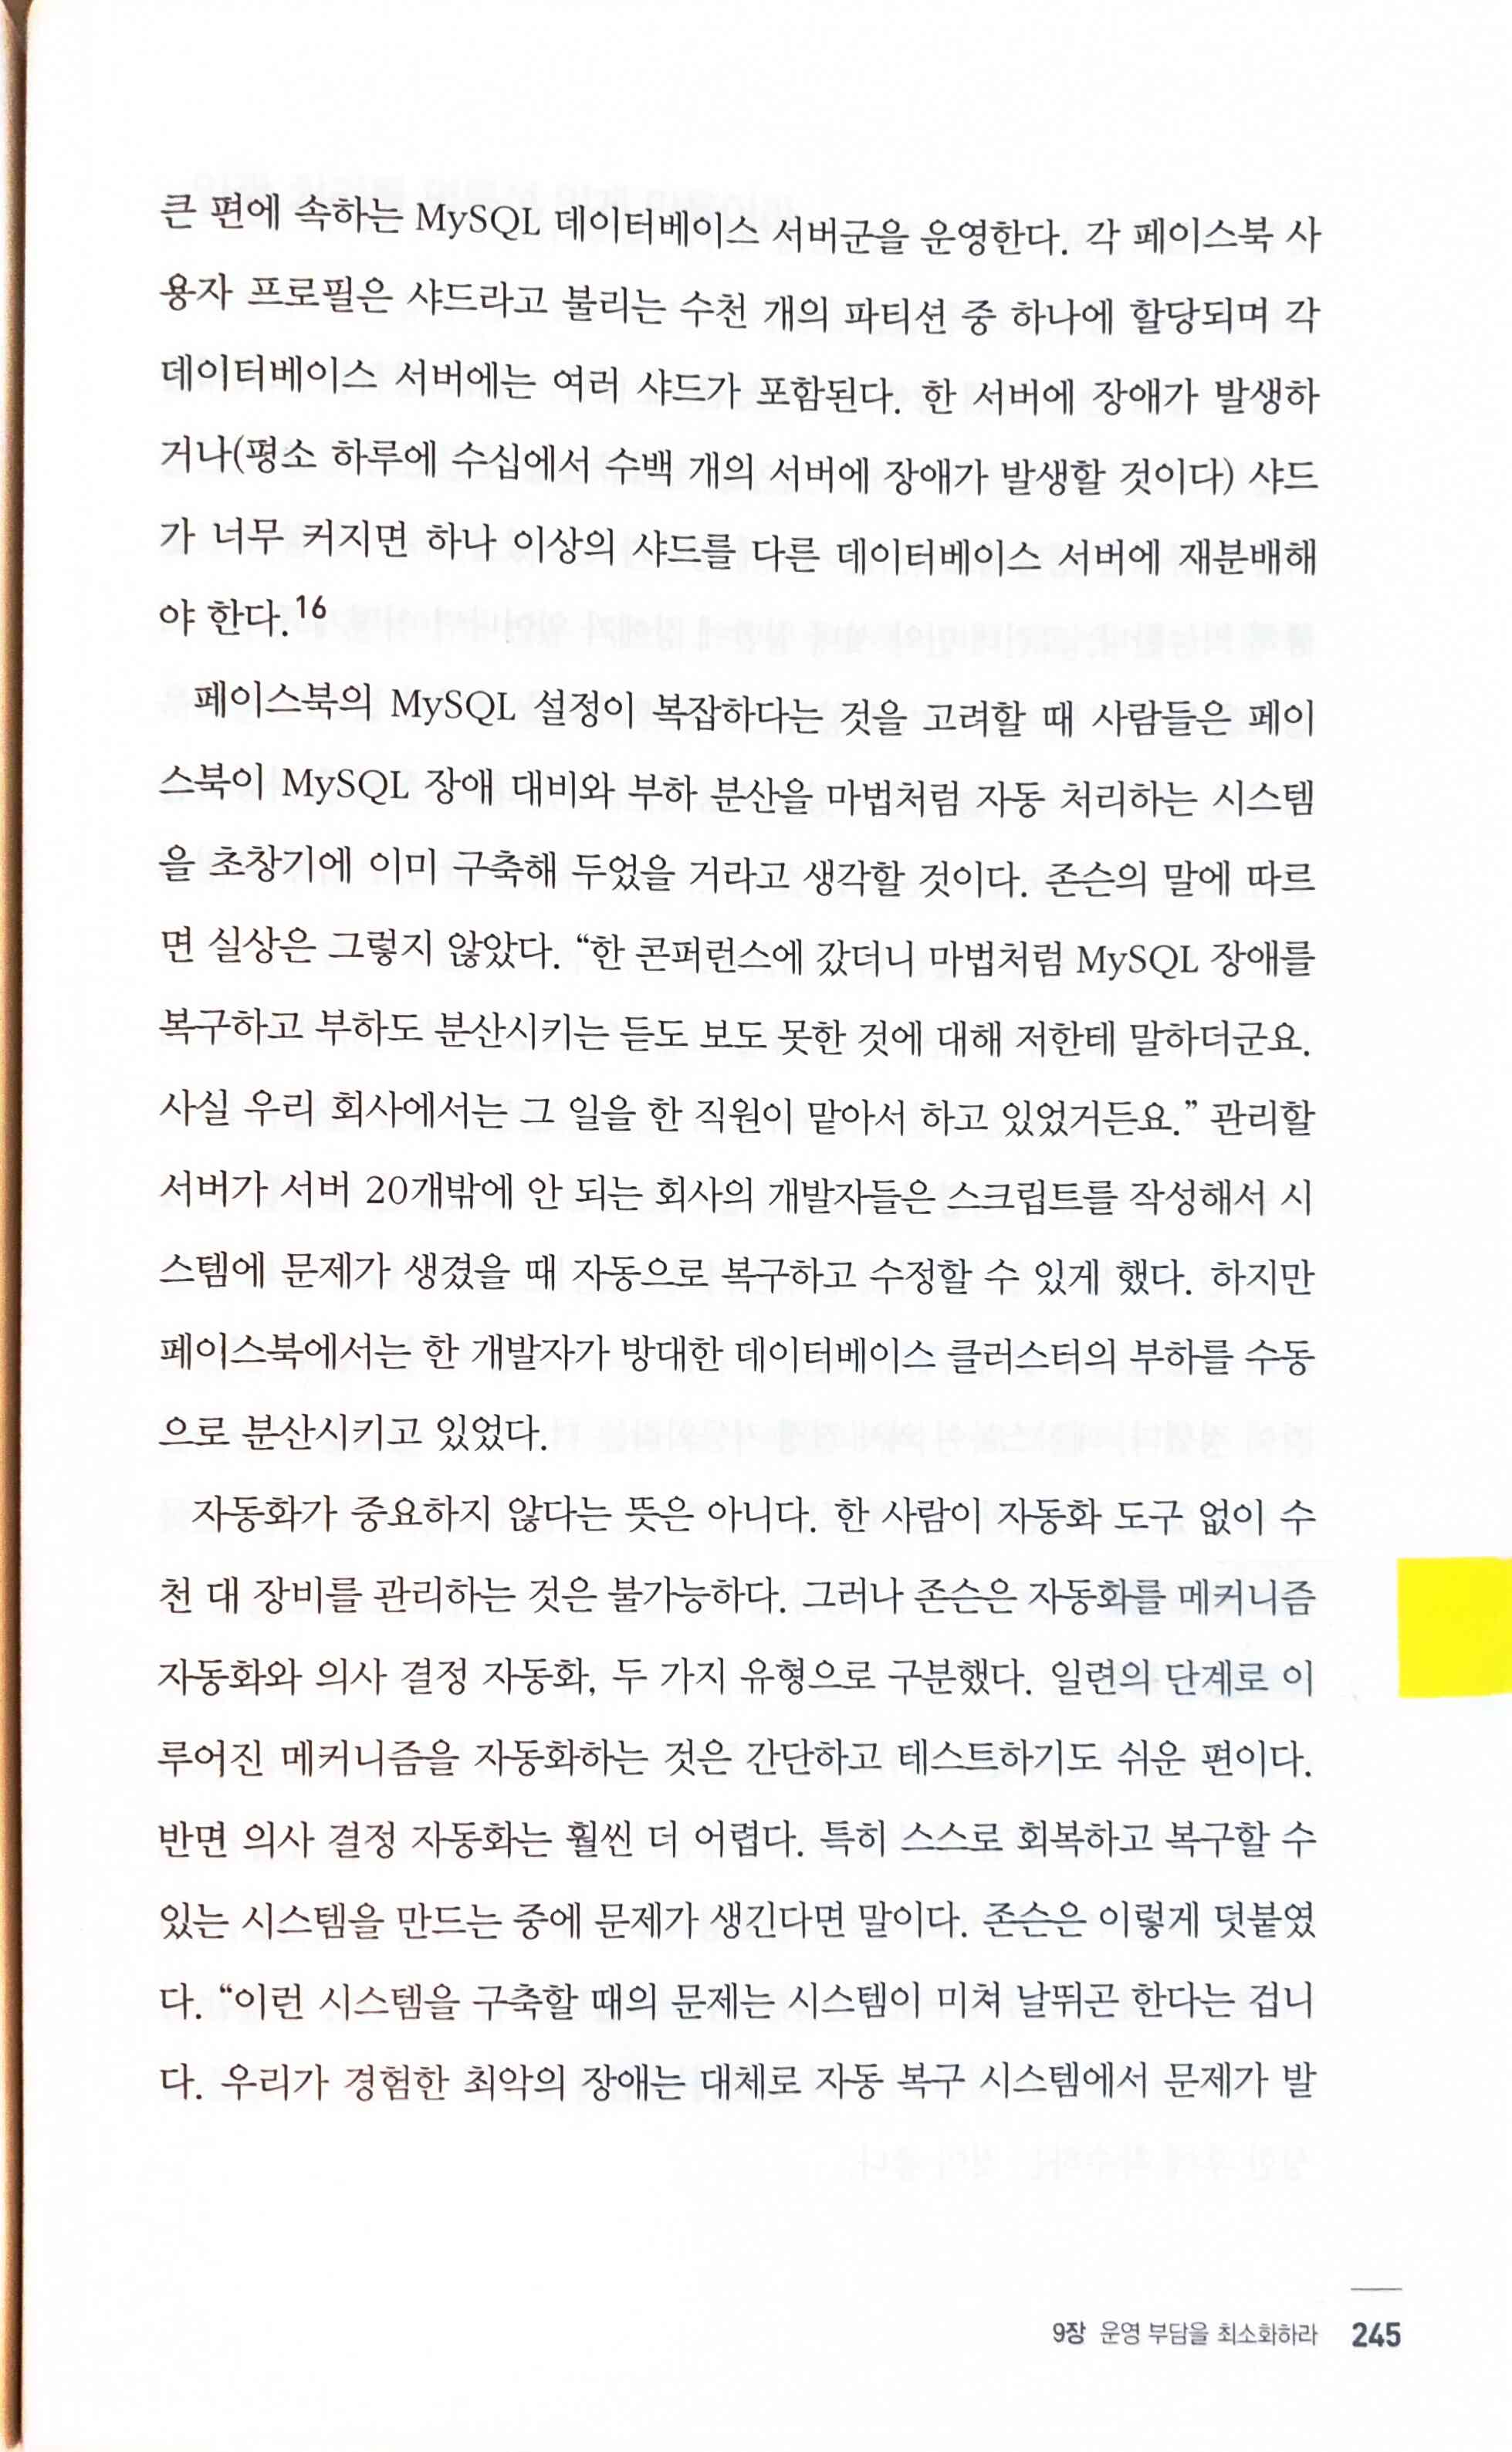 큰 편에 속하는 MySQL 데이터베이스 서버군을 운영한다. 각 페이스북 사
용자 프로필은 샤드라고 불리는 수천 개의 파티션 중 하나에 할당되며 각
데이터베이스 서버에는 여러 샤드가 포함된다. 한 서버에 장애가 발생하
거나(평소 하루에 수십에서 수백 개의 서버에 장애가 발생할 것이다) 샤드
가 너무 커지면 하나 이상의 샤드를 다른 데이터베이스 서버에 재분배해
야 한다.16
페이스북의 MySQL 설정이 복잡하다는 것을 고려할 때 사람들은 페이
스북이 MySQL 장애 대비와 부하 분산을 마법처럼 자동 처리하는 시스템
을 초창기에 이미 구축해 두었을 거라고 생각할 것이다. 존슨의 말에 따르
면 실상은 그렇지 않았다. “한 콘퍼런스에 갔더니 마법처럼 MySQL 장애를
복구하고 부하도 분산시키는 듣도 보도 못한 것에 대해 저한테 말하더군요.
사실 우리 회사에서는 그 일을 한 직원이 맡아서 하고 있었거든요.” 관리할
서버가 서버 20개밖에 안 되는 회사의 개발자들은 스크립트를 작성해서 시
스템에 문제가 생겼을 때 자동으로 복구하고 수정할 수 있게 했다. 하지만
페이스북에서는 한 개발자가 방대한 데이터베이스 클러스터의 부하를 수동
으로 분산시키고 있었다.
자동화가 중요하지 않다는 뜻은 아니다. 한 사람이 자동화 도구 없이 수
천 대 장비를 관리하는 것은 불가능하다. 그러나 존슨은 자동화를 메커니즘
자동화와 의사 결정 자동화, 두 가지 유형으로 구분했다. 일련의 단계로 이
루어진 메커니즘을 자동화하는 것은 간단하고 테스트하기도 쉬운 편이다.
반면 의사 결정 자동화는 훨씬 더 어렵다. 특히 스스로 회복하고 복구할 수
있는 시스템을 만드는 중에 문제가 생긴다면 말이다. 존슨은 이렇게 덧붙였
다. “이런 시스템을 구축할 때의 문제는 시스템이 미쳐 날뛰곤 한다는 겁니
다. 우리가 경험한 최악의 장애는 대체로 자동 복구 시스템에서 문제가 발
9장 운영 부담을 최소화하라 245